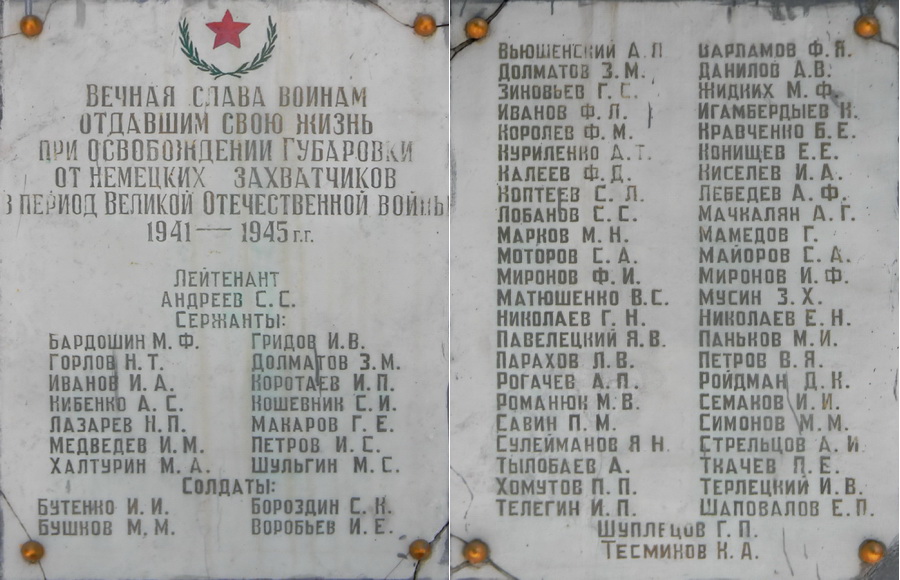 ВЕЧНАЯ СЛАВА ВОИНАМ
ОТДАВШИМ СВОЮ ЖИЗНЬ
ПРИ ОСВОБОЖДЕНИИ ГУБАРОВКИ
ОТ НЕМЕЦКИХ ЗАХВАТЧИКОВ
В ПЕРИОД ВЕЛИКОЙ ОТЕЧЕСТВЕННОЙ ВОЙНЫ
1941 — 1945 г.г.
ЛЕЙТЕНАНТ
АНДРЕЕВ С. С.
СЕРЖАНТЫ:
БАРДОШИН М. Ф. ГРИДОВ И. В.
ГОРЛОВ Н. Т. ДОЛМАТОВ З. М.
ИВАНОВ И. А. КОРОТАЕВ И. П.
КИБЕНКО А. С. КОШЕВНИК С. И.
ЛАЗАРЕВ Н. П. МАКАРОВ Г. Е.
МЕДВЕДЕВ И. М. ПЕТРОВ И. С.
ХАЛТУРИН М. А. ШУЛЬГИН М. С.
СОЛДАТЫ:
БУТЕНКО И. И. БОРОЗДИН С. К.
БУШКОВ М. М. ВОРОБЬЕВ И. Е.
ВЬЮШЕНСКИЙ А. П ВАРЛАМОВ Ф. Я.
ДОЛМАТОВ З. М. ДАНИЛОВ А. В.
ЗИНОВЬЕВ Г. С. ЖИДКИХ М. Ф.
ИВАНОВ Ф. Л. ИГАМБЕРДЫЕВ К.
КОРОЛЕВ Ф. М. КРАВЧЕНКО Б. Е.
КУРИЛЕНКО Д. Т. КОНИЩЕВ Е. Е.
КАЛЕЕВ Ф. Д. КИСЕЛЕВ И. А.
КОПТЕЕВ С. Л. ЛЕБЕДЕВ А. Ф.
ЛОБАНОВ С. С. МАЧКАЛЯН А. Г.
МАРКОВ М. Н. МАМЕДОВ Г.
МОТОРОВ С. А. МАЙОРОВ С. А.
МИРОНОВ Ф. И. МИРОНОВ И. Ф.
МАТЮШЕНКО В. С. МУСИН З. Х.
НИКОЛАЕВ Г. Н. НИКОЛАЕВ Е. Н.
ПАВЕЛЕЦКИЙ Я. В ПАНЬКОВ М. И.
ПАРАХОВ Л. В. ПЕТРОВ В. Я.
РОГАЧЕВ А. П. РОЙДМАН Д. К.
РОМАНЮК М. В. СЕМАКОВ И. И.
САВИН П. М. СИМОНОВ М. М.
СУЛЕЙМАНОВ Я Н. СТРЕЛЬЦОВ А. И
ТЫЛОБАЕВ А. ТКАЧЕВ П. Е.
ХОМУТОВ П. П. ТЕРЛЕЦКИЙ И. В.
ТЕЛЕГИН И. П. ШАПОВАЛОВ Е. П.
ШУПЛЕЦОВ Г. П.
ТЕСМИНОВ К. А.